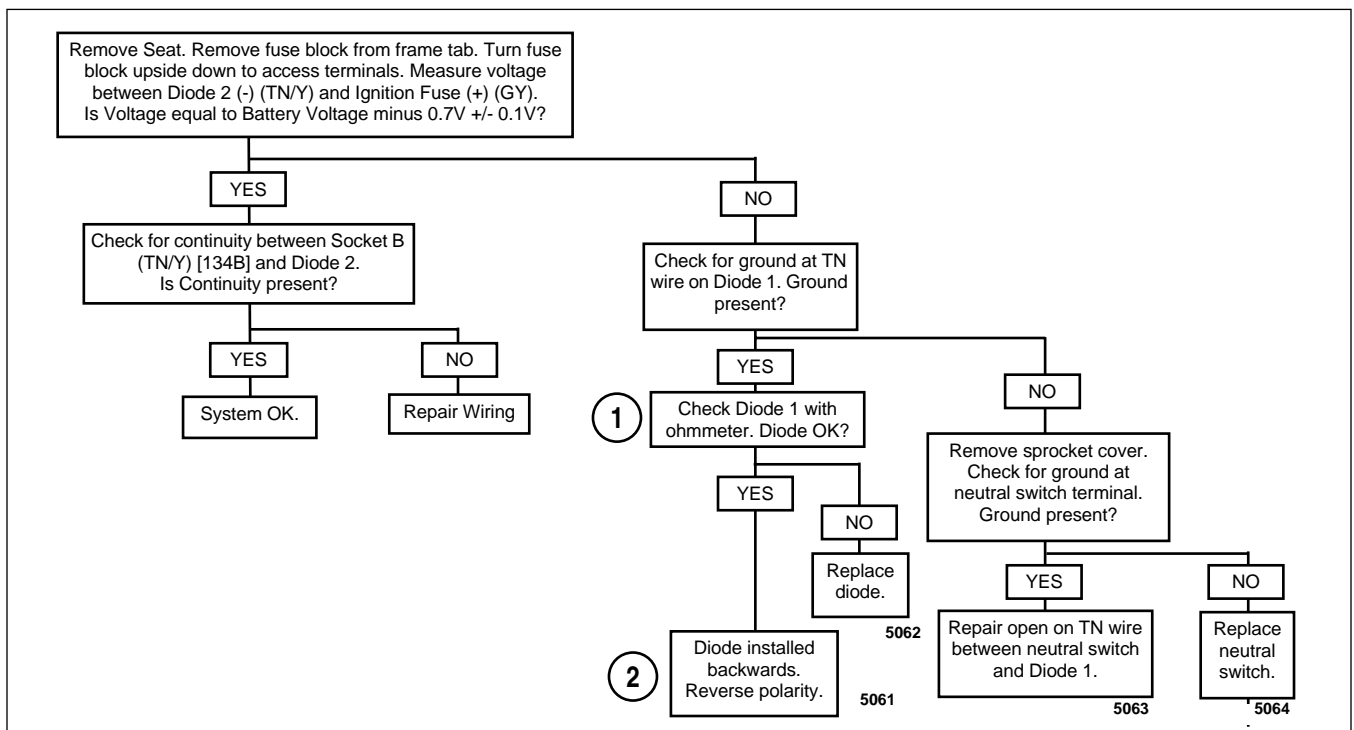 Remove Seat. Remove fuse block from frame tab. Turn fuse
block upside down to access terminals. Measure voltage
between Diode 2 (-) (TN/Y) and Ignition Fuse (+) (GY).
Is Voltage equal to Battery Voltage minus 0.7V +/- 0.1V?
YES
NO
Check for continuity between Socket B
(TN/Y) [134B] and Diode 2.
Is Continuity present?
Check for ground at TN
wire on Diode 1. Ground
present?
YES
NO
System OK.
Repair Wiring
YES
NO
1
Check Diode 1 with
ohmmeter. Diode OK?
Remove sprocket cover.
Check for ground at
neutral switch terminal.
Ground present?
YES
NO
Replace
diode.
5062
YES
NO
2
Diode installed
backwards.
Reverse polarity.
5061
Repair open on TN wire
between neutral switch
and Diode 1.
5063
Replace
neutral
switch.
5064